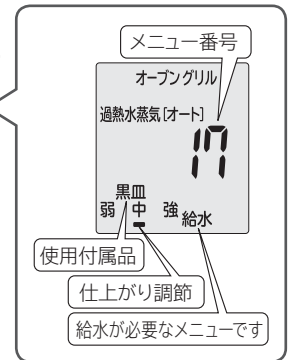 メニュー番号
オーブングリル
過熱水蒸気[オート]
17
黒皿
弱 中 強 給水
使用付属品
仕上がり調節
給水が必要なメニューです